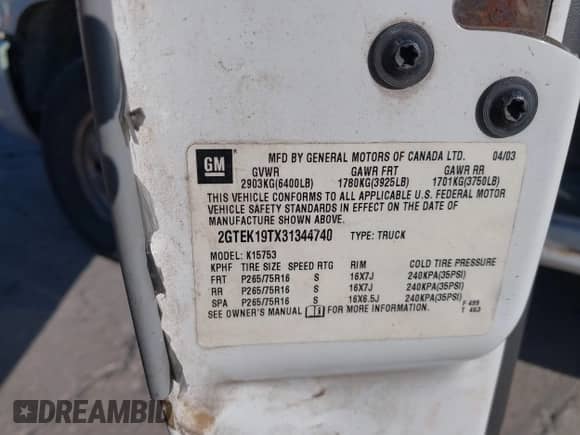 GM
MFD BY GENERAL MOTORS OF CANADA LTD. 04/03
GVWR GAWR FRT GAWR RR
2903KG(6400LB) 1780KG(3925LB) 1701KG(3750LB)
THIS VEHICLE CONFORMS TO ALL APPLICABLE U.S. FEDERAL MOTOR
VEHICLE SAFETY STANDARDS IN EFFECT ON THE DATE OF
MANUFACTURE SHOWN ABOVE.
2GTEK19TX31344740 TYPE: TRUCK
MODEL: K15753
KPHF TIRE SIZE SPEED RTG RIM COLD TIRE PRESSURE
FRT P265/75R16 S 16X7J 240KPA(35PSI)
RR P265/75R16 S 16X7J 240KPA(35PSI)
SPA P265/75R16 S 16X6.5J 240KPA(35PSI)
SEE OWNER'S MANUAL FOR MORE INFORMATION.
F 499
T 463
DREAMBID